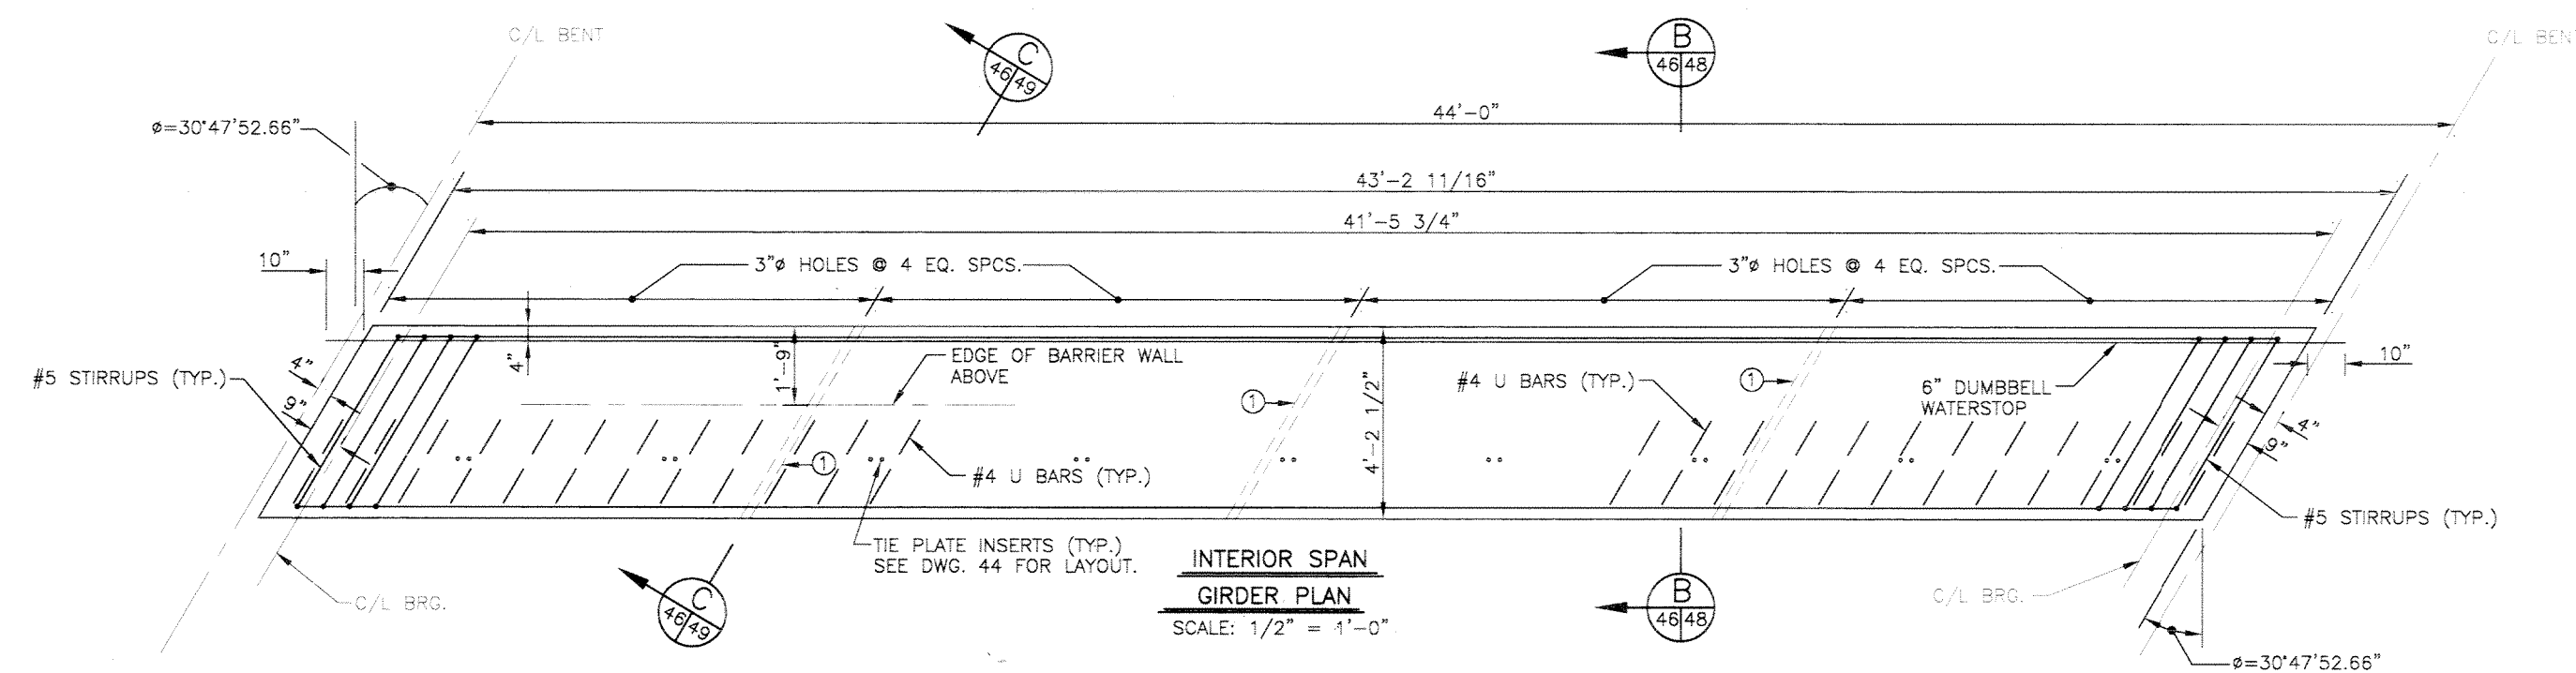 C/L BENT
C
46 49
B
46 48
C/L BENT
44'-0"
ø=30°47'52.66"
43'-2 11/16"
41'-5 3/4"
10"
3"ø HOLES @ 4 EQ. SPCS.
3"ø HOLES @ 4 EQ. SPCS.
4"
1'-9"
EDGE OF BARRIER WALL
ABOVE
4'-2 1/2"
#4 U BARS (TYP.)
1
1
6" DUMBBELL
WATERSTOP
10"
#5 STIRRUPS (TYP.)
4"
9"
1
#4 U BARS (TYP.)
4"
9"
#5 STIRRUPS (TYP.)
TIE PLATE INSERTS (TYP.)
SEE DWG. 44 FOR LAYOUT.
INTERIOR SPAN
GIRDER PLAN
SCALE: 1/2" = 1'-0"
C/L BRG.
C
46 49
B
46 48
C/L BRG.
ø=30°47'52.66"